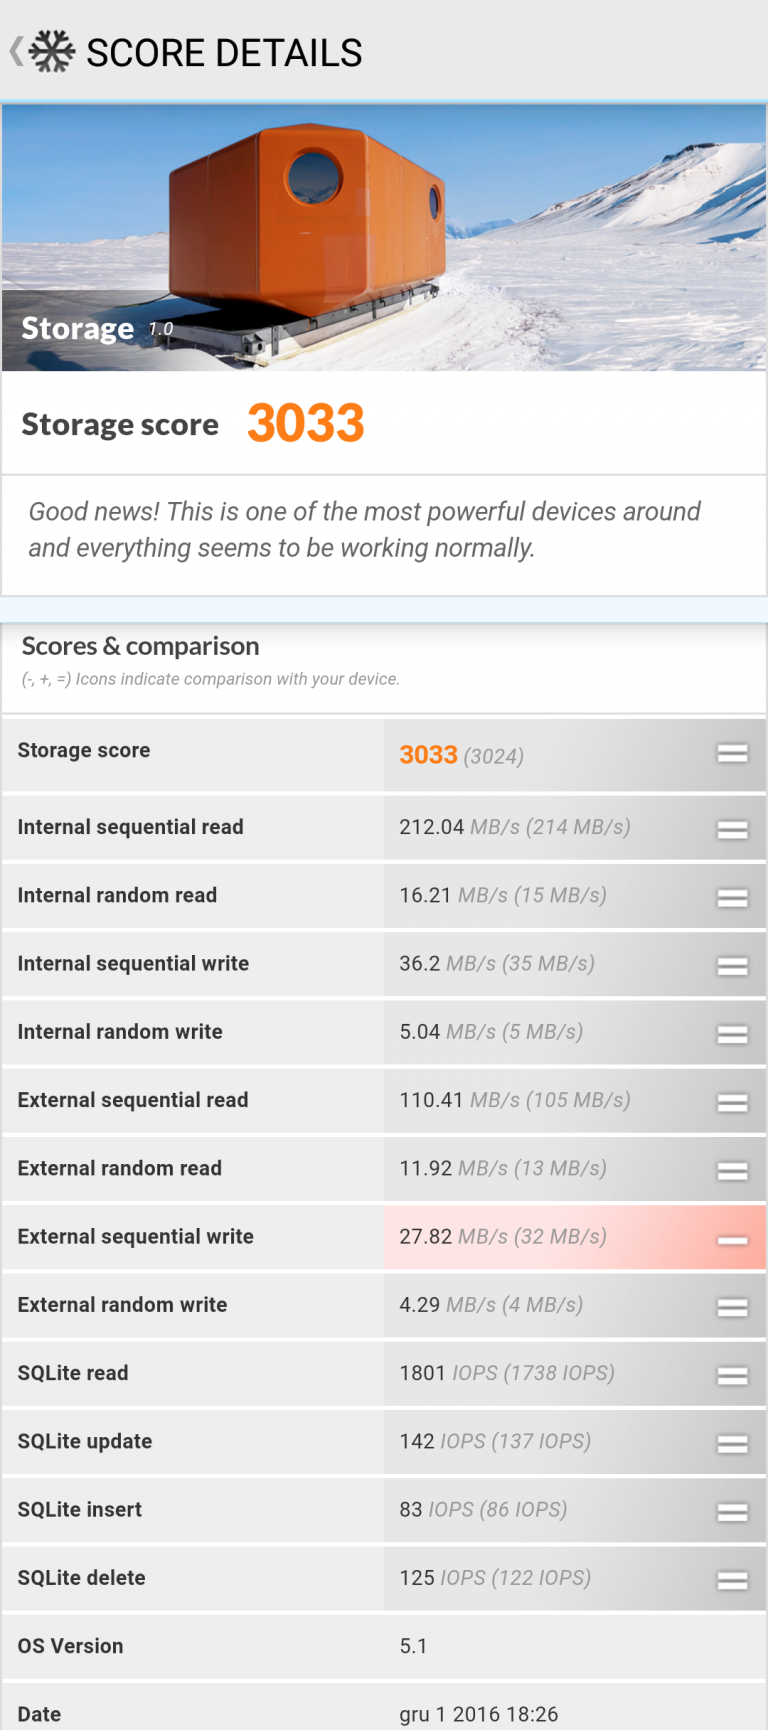 SCORE DETAILS
Storage 1.0
Storage score 3033
Good news! This is one of the most powerful devices around
and everything seems to be working normally.
Scores & comparison
(-, +, =) Icons indicate comparison with your device.
Storage score 3033 (3024)
Internal sequential read 212.04 MB/s (214 MB/s)
Internal random read 16.21 MB/s (15 MB/s)
Internal sequential write 36.2 MB/s (35 MB/s)
Internal random write 5.04 MB/s (5 MB/s)
External sequential read 110.41 MB/s (105 MB/s)
External random read 11.92 MB/s (13 MB/s)
External sequential write 27.82 MB/s (32 MB/s)
External random write 4.29 MB/s (4 MB/s)
SQLite read 1801 IOPS (1738 IOPS)
SQLite update 142 IOPS (137 IOPS)
SQLite insert 83 IOPS (86 IOPS)
SQLite delete 125 IOPS (122 IOPS)
OS Version 5.1
Date gru 1 2016 18:26